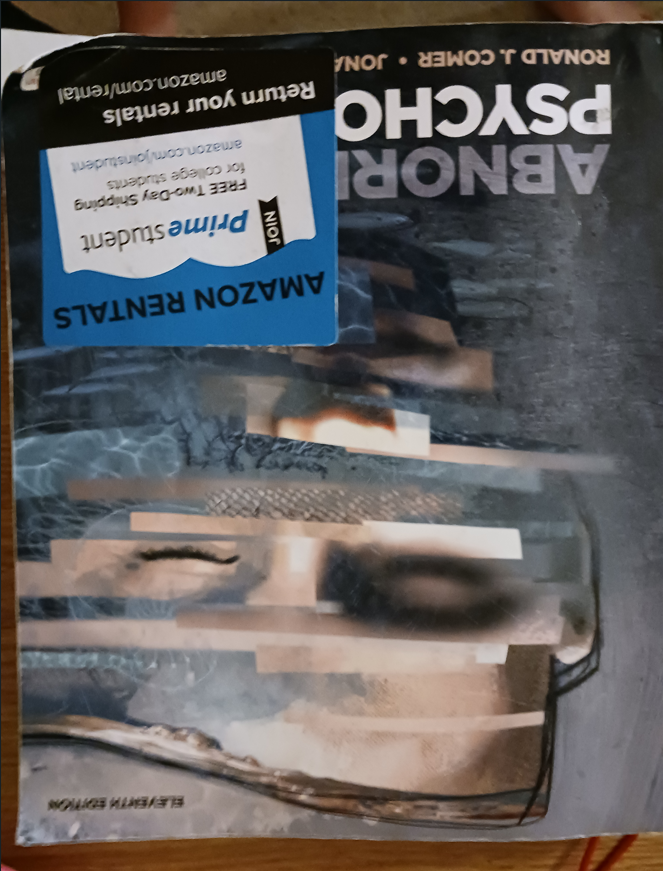 ELEVENTH EDITION
AMAZON RENTALS
JOIN
Prime student
FREE Two-Day Shipping
for college students
amazon.com/joinstudent
Return your rentals
amazon.com/rental
ABNOR
PSYCHO
RONALD J. COMER • JONA